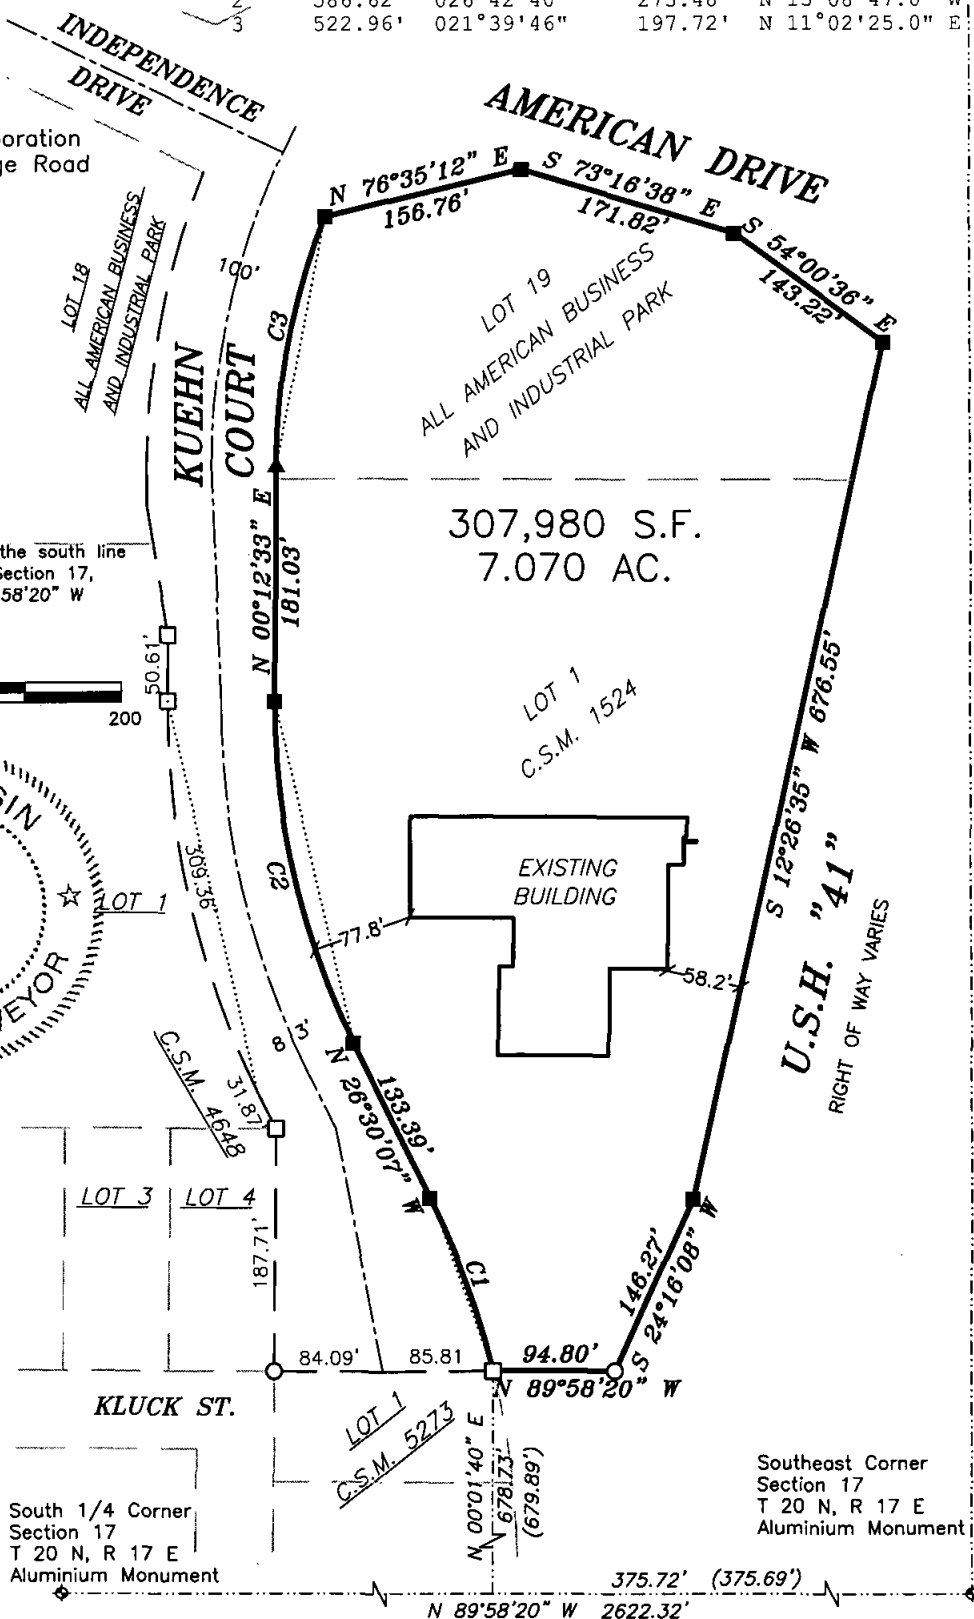 2 586.62' 026°42'40" 273.48' N 13°08'47.0" W
3 522.96' 021°39'46" 197.72' N 11°02'25.0" E
INDEPENDENCE
DRIVE
AMERICAN DRIVE
oration
ge Road
N 76°35'12" E
156.76'
S 73°16'38" E
171.82'
S 54°00'36" E
143.22'
LOT 18
ALL AMERICAN BUSINESS
AND INDUSTRIAL PARK
100'
C3
LOT 19
ALL AMERICAN BUSINESS
AND INDUSTRIAL PARK
KUEHN
COURT
307,980 S.F.
7.070 AC.
N 00°12'33" E
181.03'
the south line
Section 17,
58'20" W
50.61'
200
LOT 1
C.S.M. 1524
S 12°26'35" W 676.55'
SIN
EYOR
309.36'
LOT 1
C2
EXISTING
BUILDING
77.8'
58.2'
U.S.H. "41"
RIGHT OF WAY VARIES
C.S.M. 4648
31.87'
8 3'
133.39'
N 26°30'07" W
LOT 3
LOT 4
187.71'
C1
146.27'
S 24°16'08" W
84.09'
85.81
94.80'
N 89°58'20" W
KLUCK ST.
LOT 1
C.S.M. 5273
N 00°01'40" E
678.73'
(679.89')
South 1/4 Corner
Section 17
T 20 N, R 17 E
Aluminium Monument
Southeast Corner
Section 17
T 20 N, R 17 E
Aluminium Monument
375.72' (375.69')
N 89°58'20" W 2622.32'